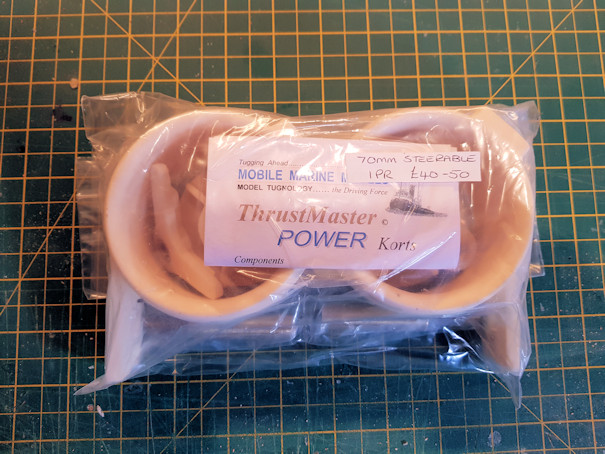 Tugging Ahead......
70mm STEERABLE
1PR £40-50
MOBILE MARINE M
MODEL TUGNOLOGY...... the Driving Force
ThrustMaster ©
POWER Korts
Components